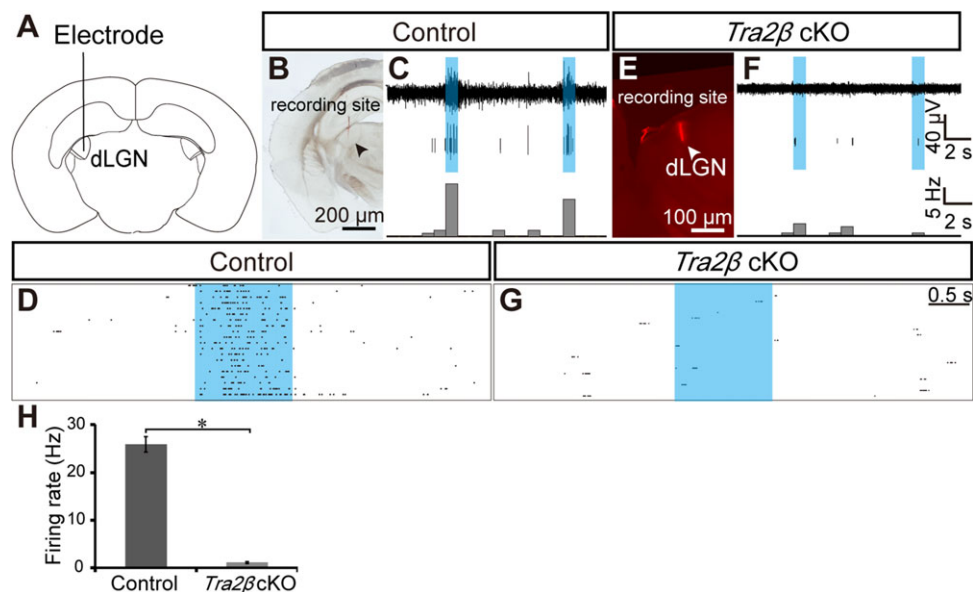 A
Electrode
dLGN
Control
B
recording site
200 μm
C
Tra2β cKO
E
recording site
dLGN
100 μm
F
40 μV
2 s
5 Hz
2 s
Control
D
Tra2β cKO
G
0.5 s
H
Firing rate (Hz)
30
20
10
0
*
Control
Tra2β cKO